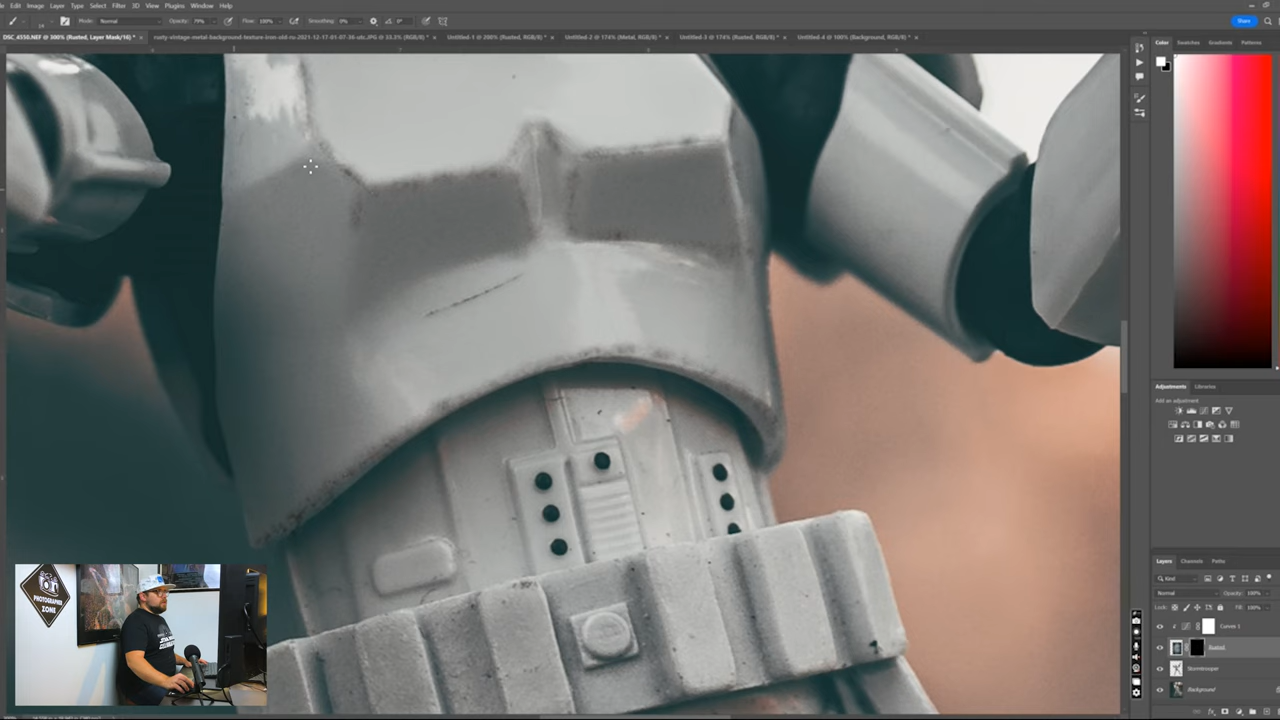 File Edit Image Layer Type Select Filter 3D View Plugins Window Help
Mode: Normal Opacity: 79% Flow: 100% Smoothing: 0% 0° Share
DSC_4550.NEF @ 300% (Rusted, Layer Mask/16) * rusty-vintage-metal-background-texture-iron-old-ru-2021-12-17-01-07-36-utc.JPG @ 33.3% (RGB/8) * Untitled-1 @ 200% (Rusted, RGB/8) * Untitled-2 @ 174% (Metal, RGB/8) * Untitled-3 @ 174% (Rusted, RGB/8) * Untitled-4 @ 100% (Background, RGB/8) *
Color Swatches Gradients Patterns
Adjustments Libraries
Add an adjustment
Layers Channels Paths
Kind
Normal Opacity: 100%
Lock: Fill: 100%
Curves 1
Rusted
Stormtrooper
Background
PHOTOGRAPHER
ZONE